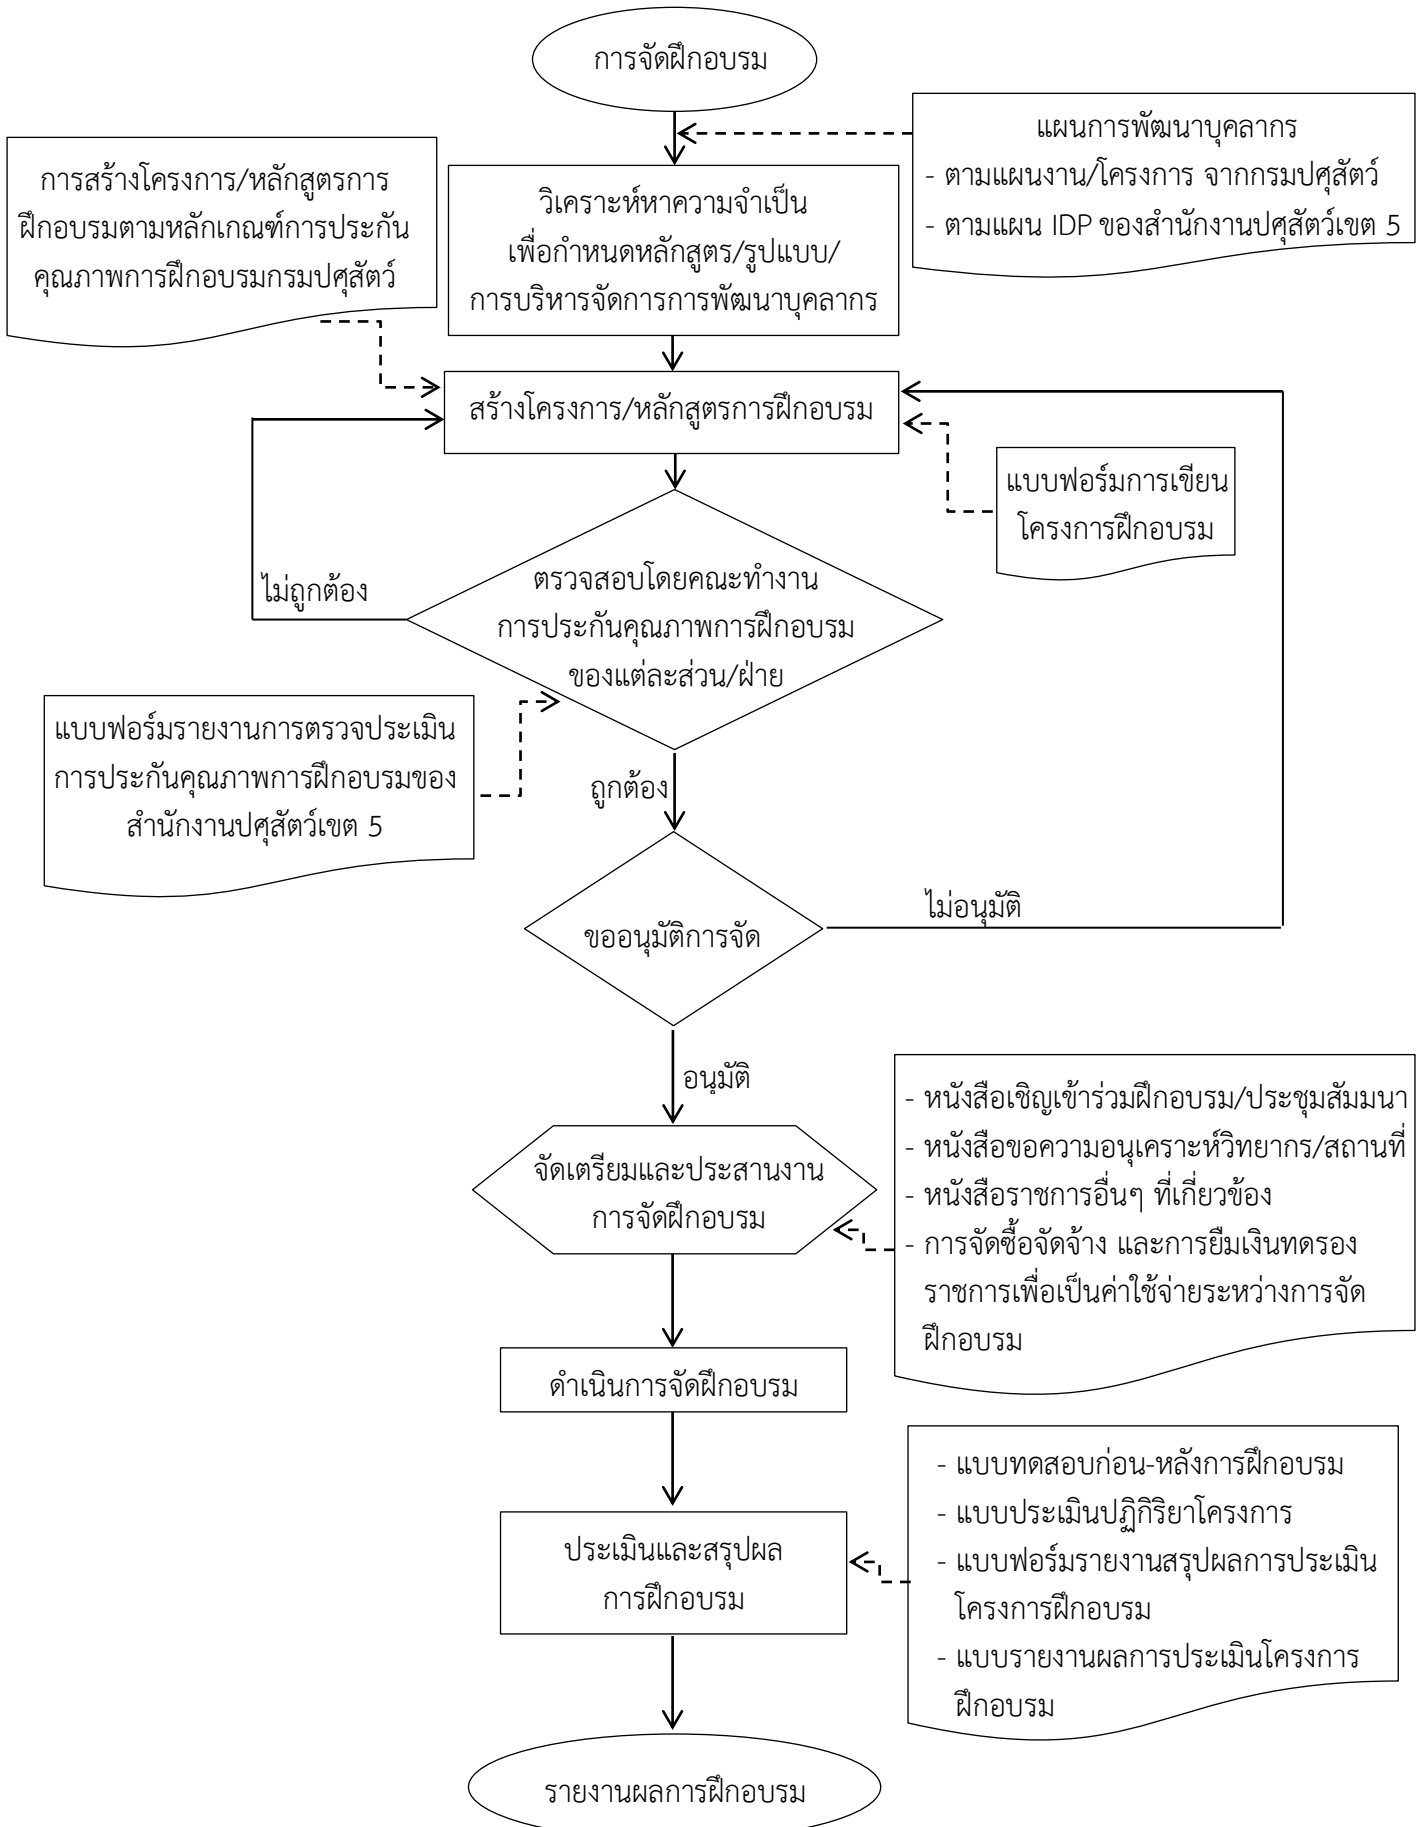 การจัดฝึกอบรม
แผนการพัฒนาบุคลากร
- ตามแผนงาน/โครงการ จากกรมปศุสัตว์
- ตามแผน IDP ของสำนักงานปศุสัตว์เขต 5
การสร้างโครงการ/หลักสูตรการ
ฝึกอบรมตามหลักเกณฑ์การประกัน
คุณภาพการฝึกอบรมกรมปศุสัตว์
วิเคราะห์หาความจำเป็น
เพื่อกำหนดหลักสูตร/รูปแบบ/
การบริหารจัดการการพัฒนาบุคลากร
สร้างโครงการ/หลักสูตรการฝึกอบรม
แบบฟอร์มการเขียน
โครงการฝึกอบรม
ไม่ถูกต้อง
ตรวจสอบโดยคณะทำงาน
การประกันคุณภาพการฝึกอบรม
ของแต่ละส่วน/ฝ่าย
แบบฟอร์มรายงานการตรวจประเมิน
การประกันคุณภาพการฝึกอบรมของ
สำนักงานปศุสัตว์เขต 5
ถูกต้อง
ขออนุมัติการจัด
ไม่อนุมัติ
อนุมัติ
จัดเตรียมและประสานงาน
การจัดฝึกอบรม
- หนังสือเชิญเข้าร่วมฝึกอบรม/ประชุมสัมมนา
- หนังสือขอความอนุเคราะห์วิทยากร/สถานที่
- หนังสือราชการอื่นๆ ที่เกี่ยวข้อง
- การจัดซื้อจัดจ้าง และการยืมเงินทดรอง
ราชการเพื่อเป็นค่าใช้จ่ายระหว่างการจัด
ฝึกอบรม
ดำเนินการจัดฝึกอบรม
ประเมินและสรุปผล
การฝึกอบรม
- แบบทดสอบก่อน-หลังการฝึกอบรม
- แบบประเมินปฏิกิริยาโครงการ
- แบบฟอร์มรายงานสรุปผลการประเมิน
โครงการฝึกอบรม
- แบบรายงานผลการประเมินโครงการ
ฝึกอบรม
รายงานผลการฝึกอบรม